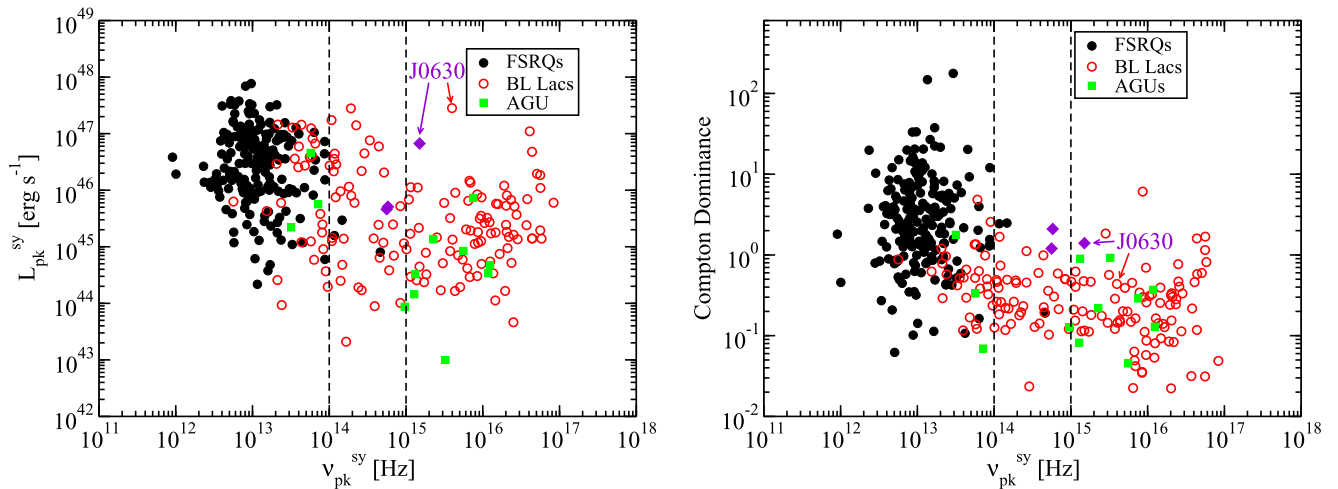 10^49
10^48
10^47
10^46
10^45
10^44
10^43
10^42
L_pk^sy [erg s^-1]
FSRQs
BL Lacs
AGU
J0630
10^11 10^12 10^13 10^14 10^15 10^16 10^17 10^18
ν_pk^sy [Hz]
10^2
10^1
10^0
10^-1
10^-2
Compton Dominance
FSRQs
BL Lacs
AGUs
J0630
10^11 10^12 10^13 10^14 10^15 10^16 10^17 10^18
ν_pk^sy [Hz]